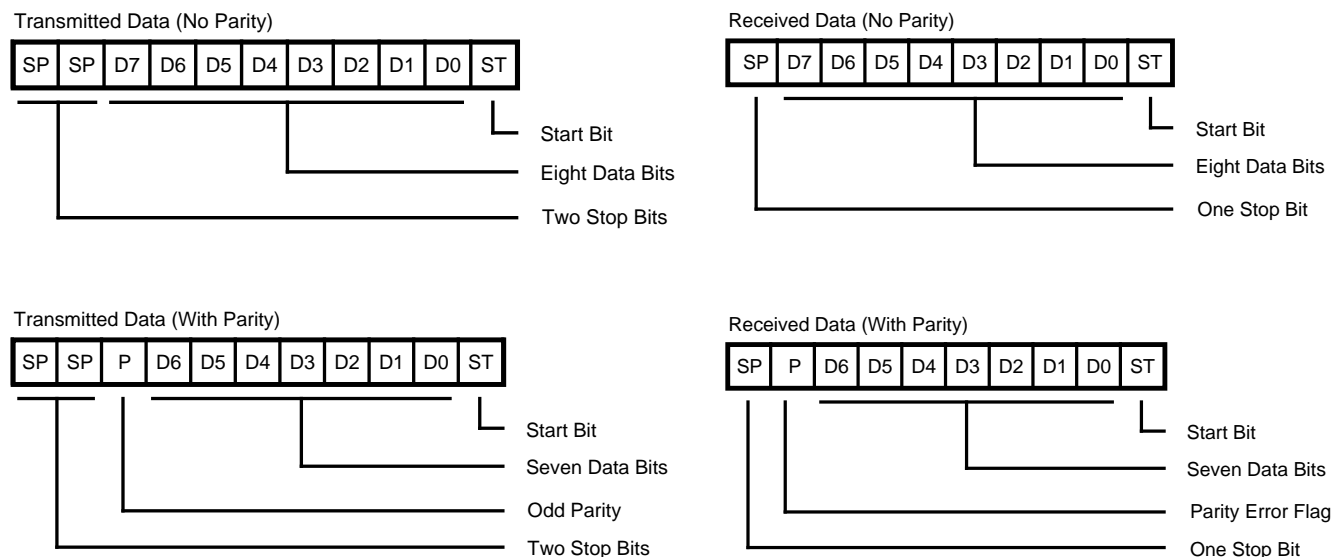 Transmitted Data (No Parity)
SP SP D7 D6 D5 D4 D3 D2 D1 D0 ST
Start Bit
Eight Data Bits
Two Stop Bits
Received Data (No Parity)
SP D7 D6 D5 D4 D3 D2 D1 D0 ST
Start Bit
Eight Data Bits
One Stop Bit
Transmitted Data (With Parity)
SP SP P D6 D5 D4 D3 D2 D1 D0 ST
Start Bit
Seven Data Bits
Odd Parity
Two Stop Bits
Received Data (With Parity)
SP P D6 D5 D4 D3 D2 D1 D0 ST
Start Bit
Seven Data Bits
Parity Error Flag
One Stop Bit